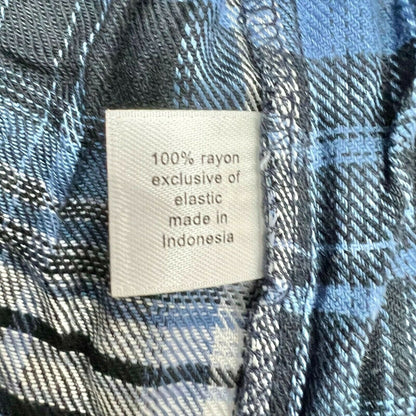 100% rayon
exclusive of
elastic
made in
Indonesia